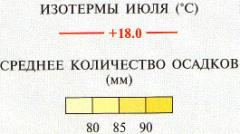 ИЗОТЕРМЫ ИЮЛЯ (°C)
+18.0
СРЕДНЕЕ КОЛИЧЕСТВО ОСАДКОВ
(мм)
80 85 90